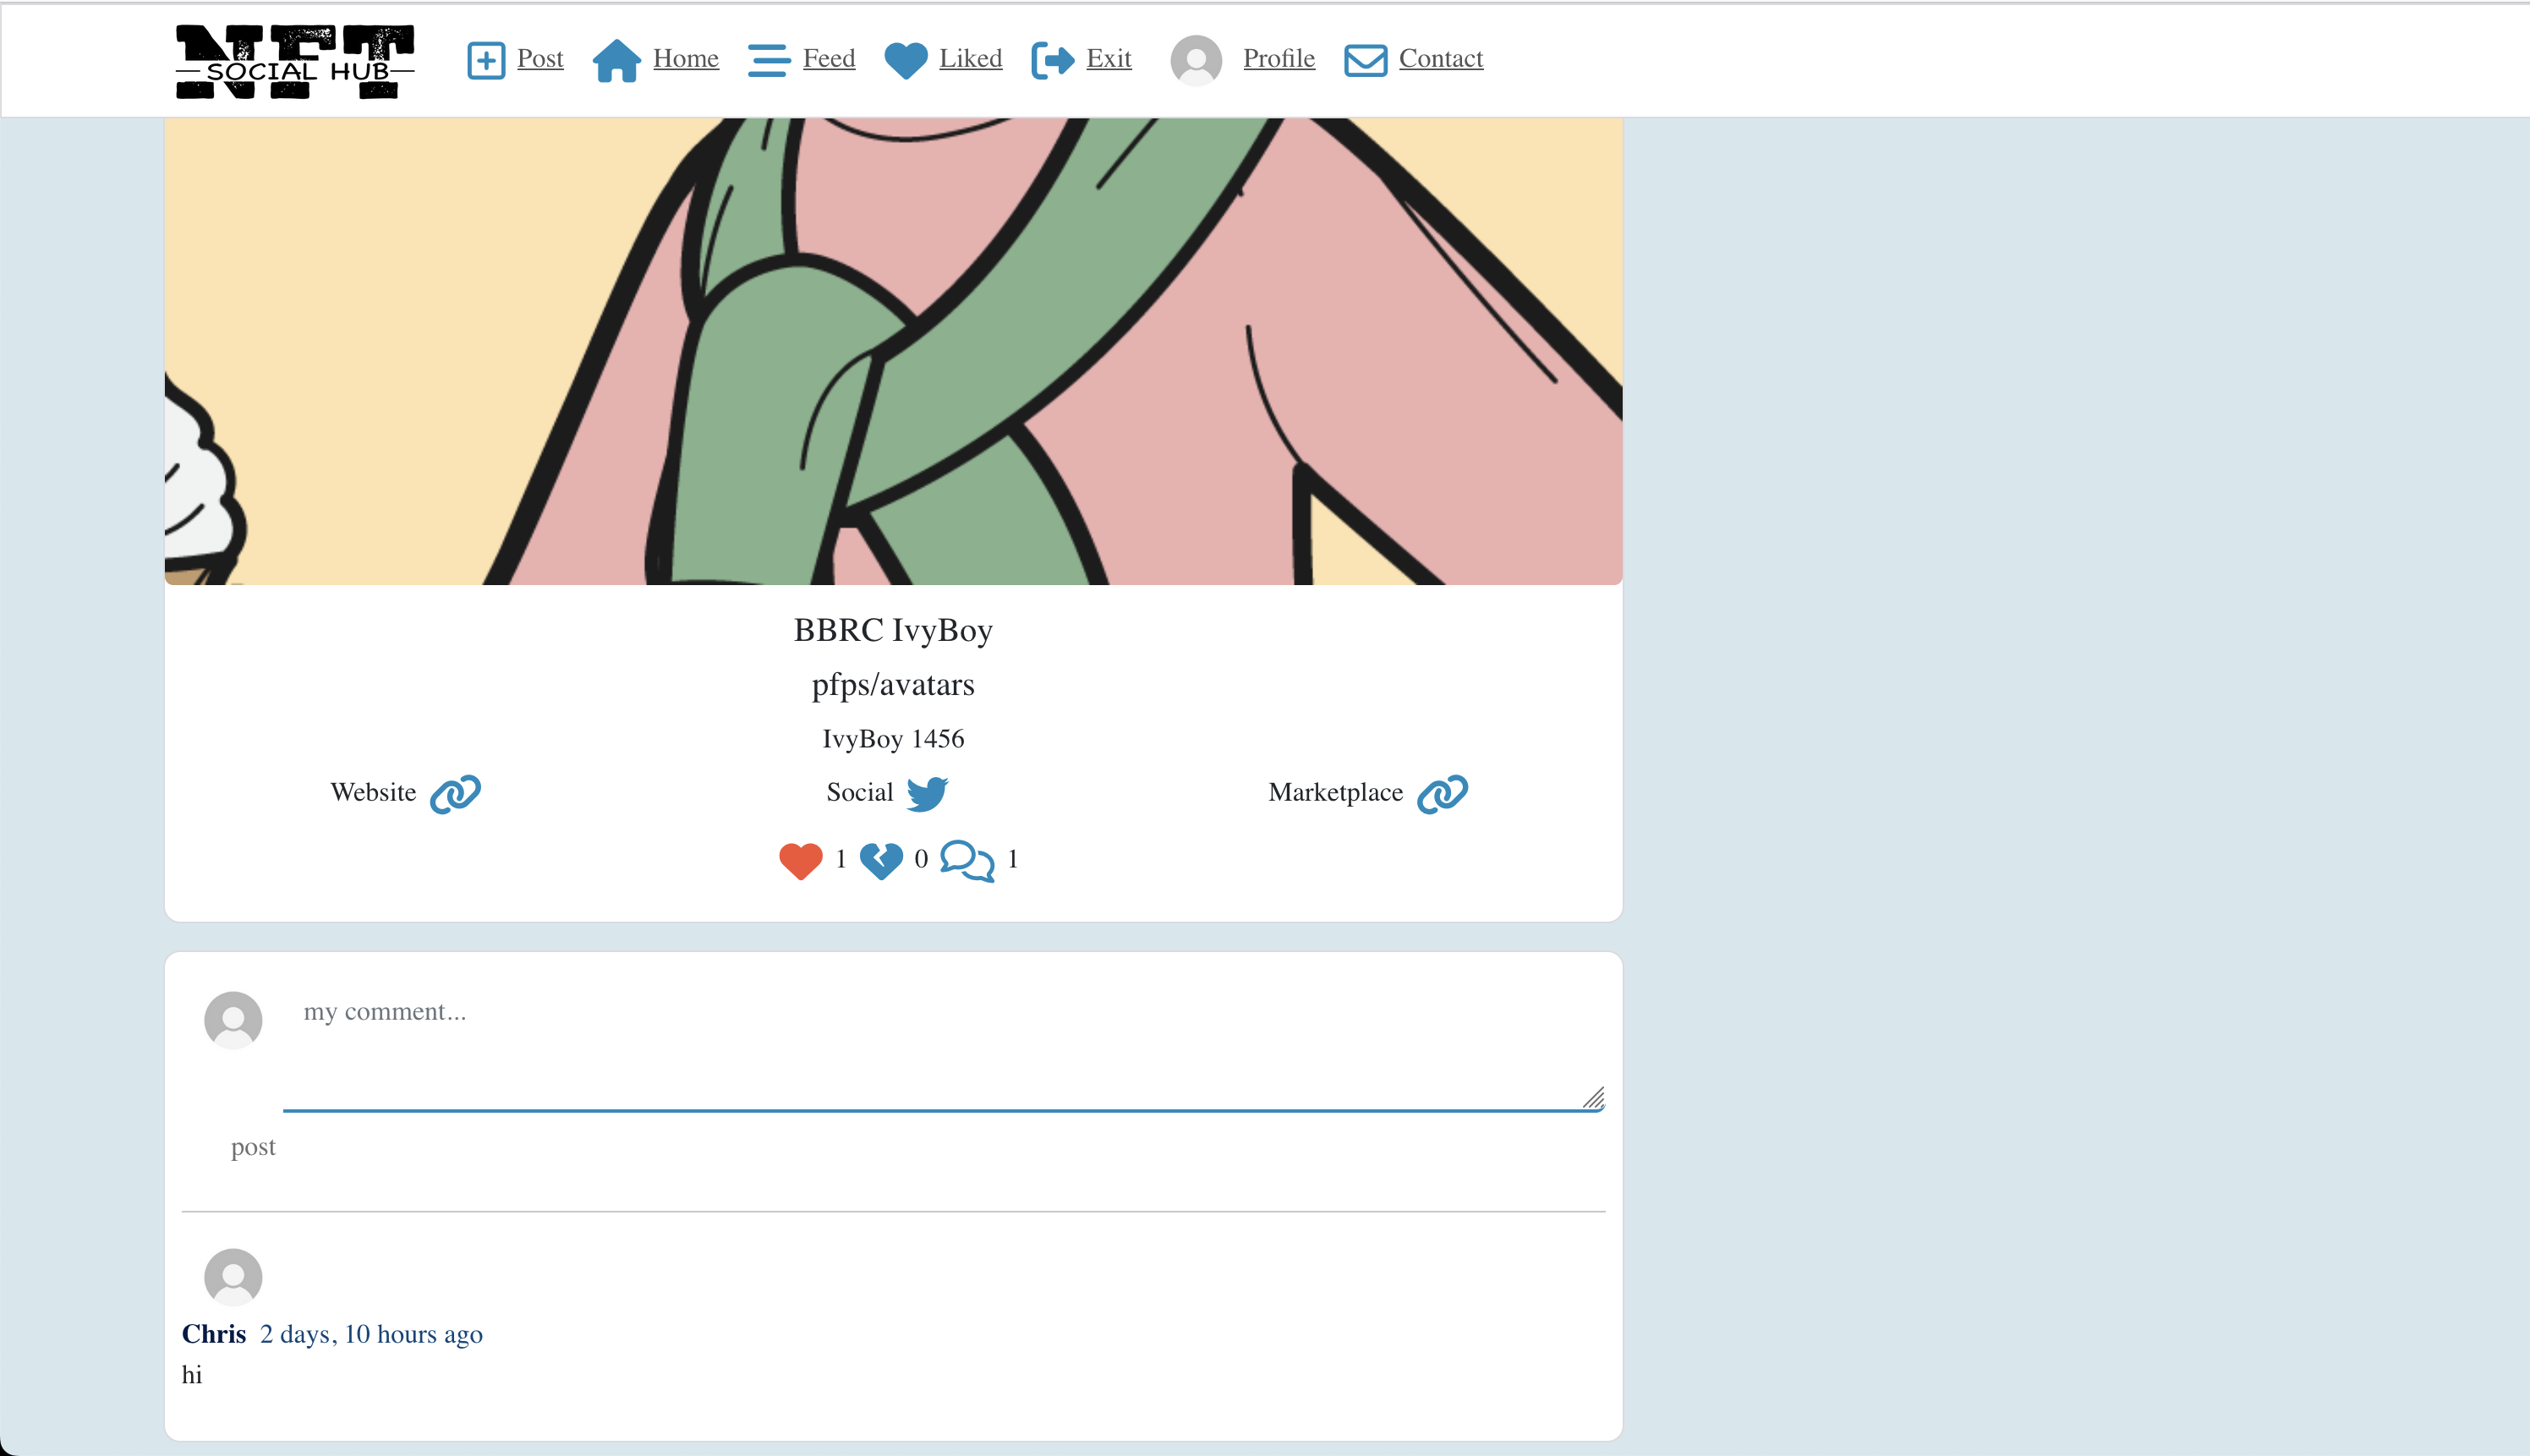 NFT
SOCIAL HUB
Post Home Feed Liked Exit Profile Contact
BBRC IvyBoy
pfps/avatars
IvyBoy 1456
Website Social Marketplace
1 0 1
my comment...
post
Chris 2 days, 10 hours ago
hi